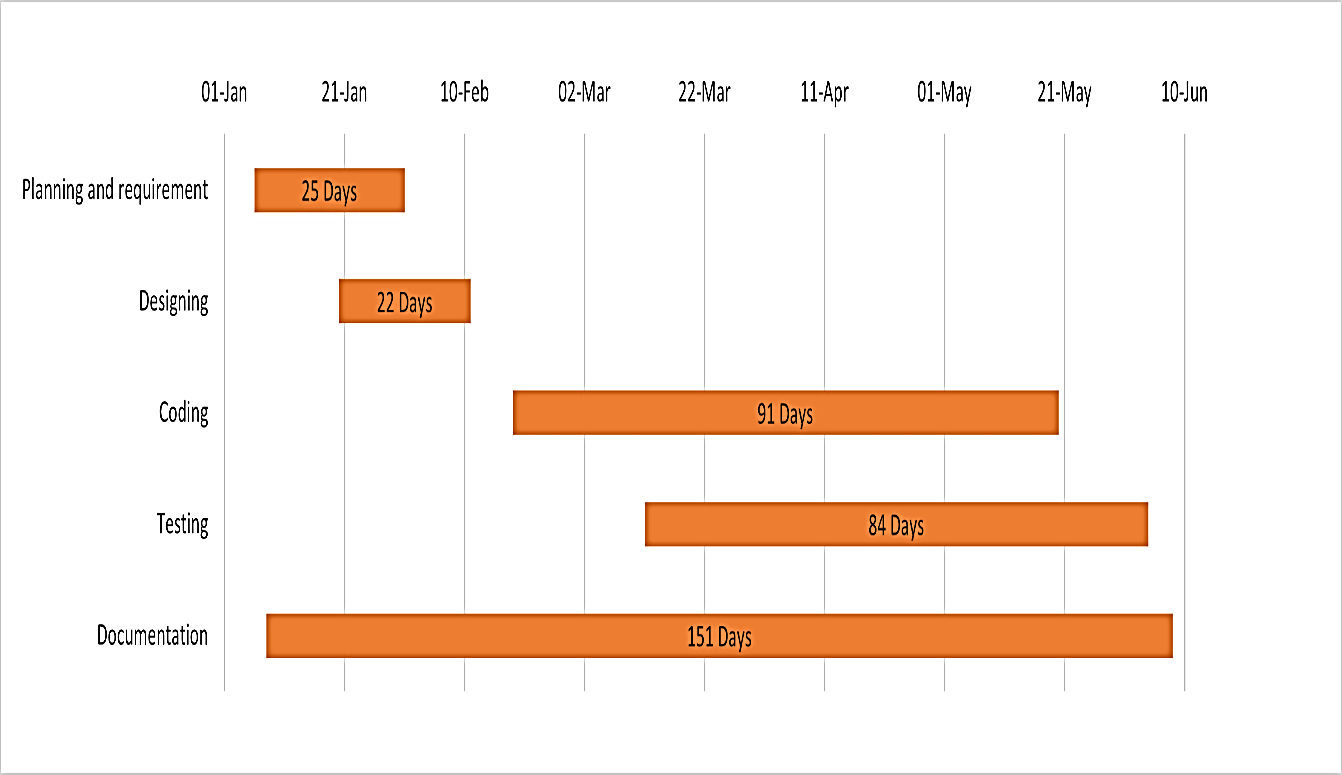 01-Jan 21-Jan 10-Feb 02-Mar 22-Mar 11-Apr 01-May 21-May 10-Jun
Planning and requirement 25 Days
Designing 22 Days
Coding 91 Days
Testing 84 Days
Documentation 151 Days